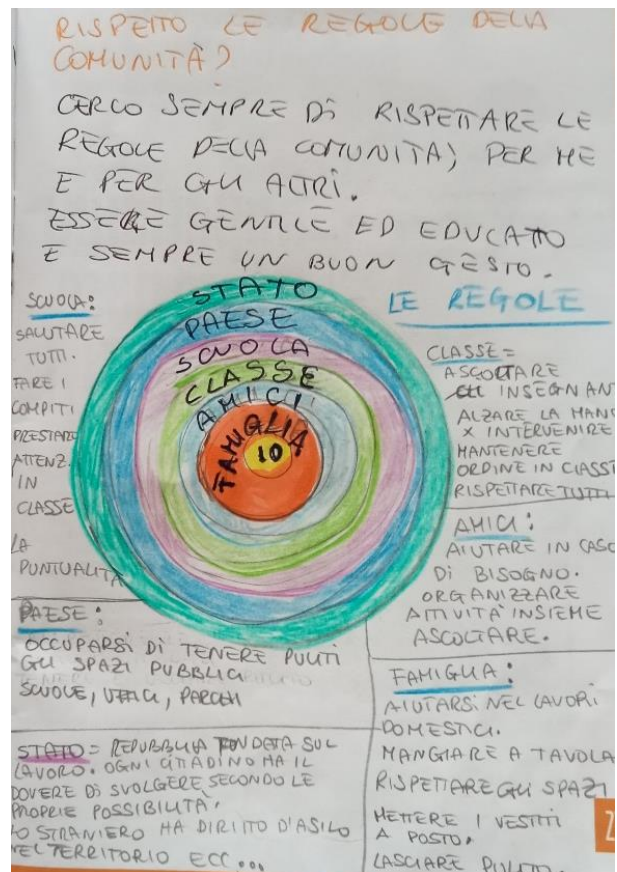 RISPETTO LE REGOLE DELLA
COMUNITÀ?
CERCO SEMPRE DI RISPETTARE LE
REGOLE DELLA COMUNITÀ, PER ME
E PER GLI ALTRI.
ESSERE GENTILE ED EDUCATO
E SEMPRE UN BUON GESTO.
STATO
PAESE
SCUOLA
CLASSE
AMICI
FAMIGLIA
IO
SCUOLA:
SALUTARE
TUTTI.
FARE I
COMPITI
PRESTARE
ATTENZ.
IN
CLASSE
LA
PUNTUALITÀ
LE REGOLE
CLASSE=
ASCOLTARE
GLI INSEGNANT
ALZARE LA MANO
X INTERVENIRE
MANTENERE
ORDINE IN CLASSE
RISPETTARE TUTTI
AMICI:
AIUTARE IN CASO
DI BISOGNO.
ORGANIZZARE
ATTIVITÀ INSIEME
ASCOLTARE.
PAESE:
OCCUPARSI DI TENERE PULITI
GLI SPAZI PUBBLICI
SCUOLE, UFFICI, PARCHI
FAMIGLIA:
AIUTARSI NEI LAVORI
DOMESTICI.
MANGIARE A TAVOLA
RISPETTARE GLI SPAZI
METTERE I VESTITI
A POSTO.
LASCIARE PULITO.
STATO= REPUBBLICA FONDATA SUL
LAVORO. OGNI CITTADINO HA IL
DOVERE DI SVOLGERE SECONDO LE
PROPRIE POSSIBILITÀ.
LO STRANIERO HA DIRITTO D'ASILO
NEL TERRITORIO ECC...
2